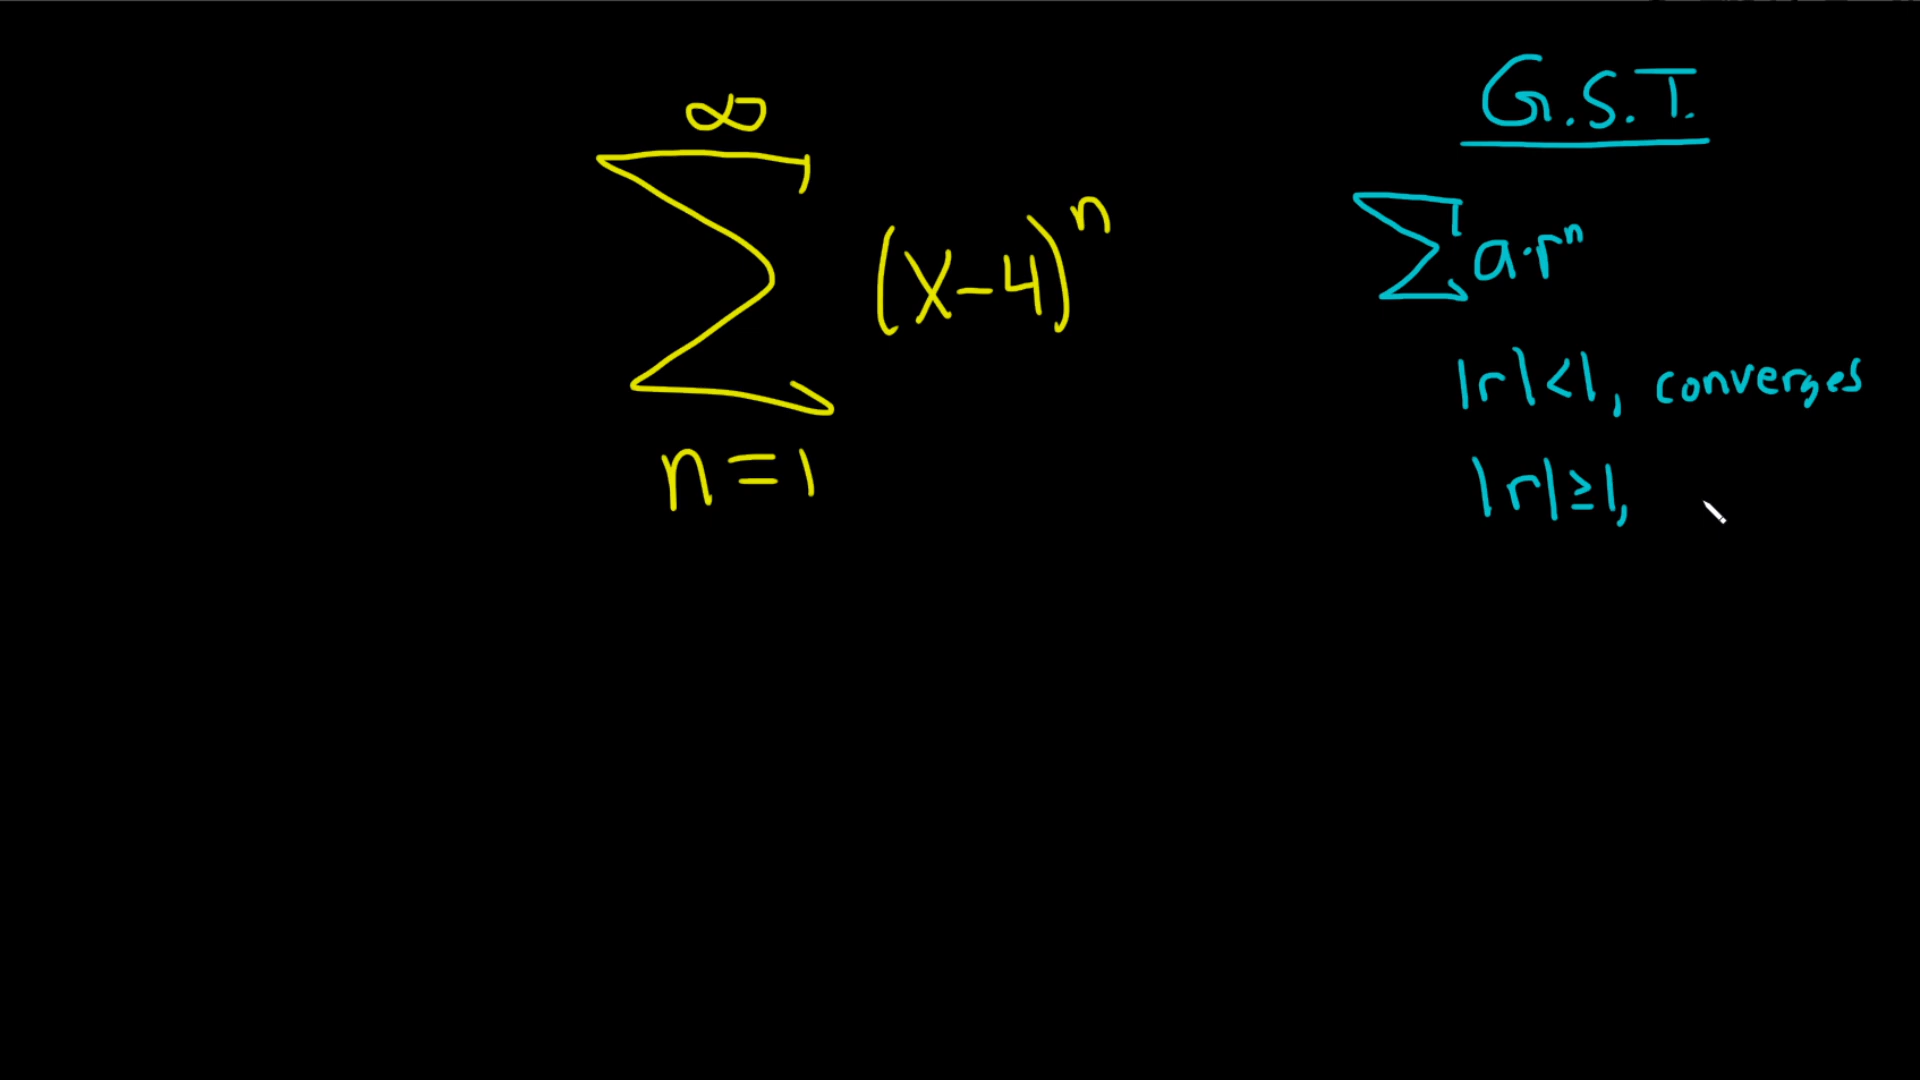 ∞
∑ (x-4)^n
n=1
G.S.T.
∑ a·r^n
|r|<1, converges
|r|≥1,